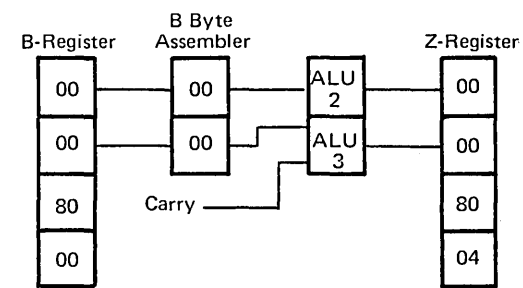 B Byte
B-Register Assembler Z-Register
00 00 ALU 2 00
00 00 ALU 3 00
80 Carry 80
00 04